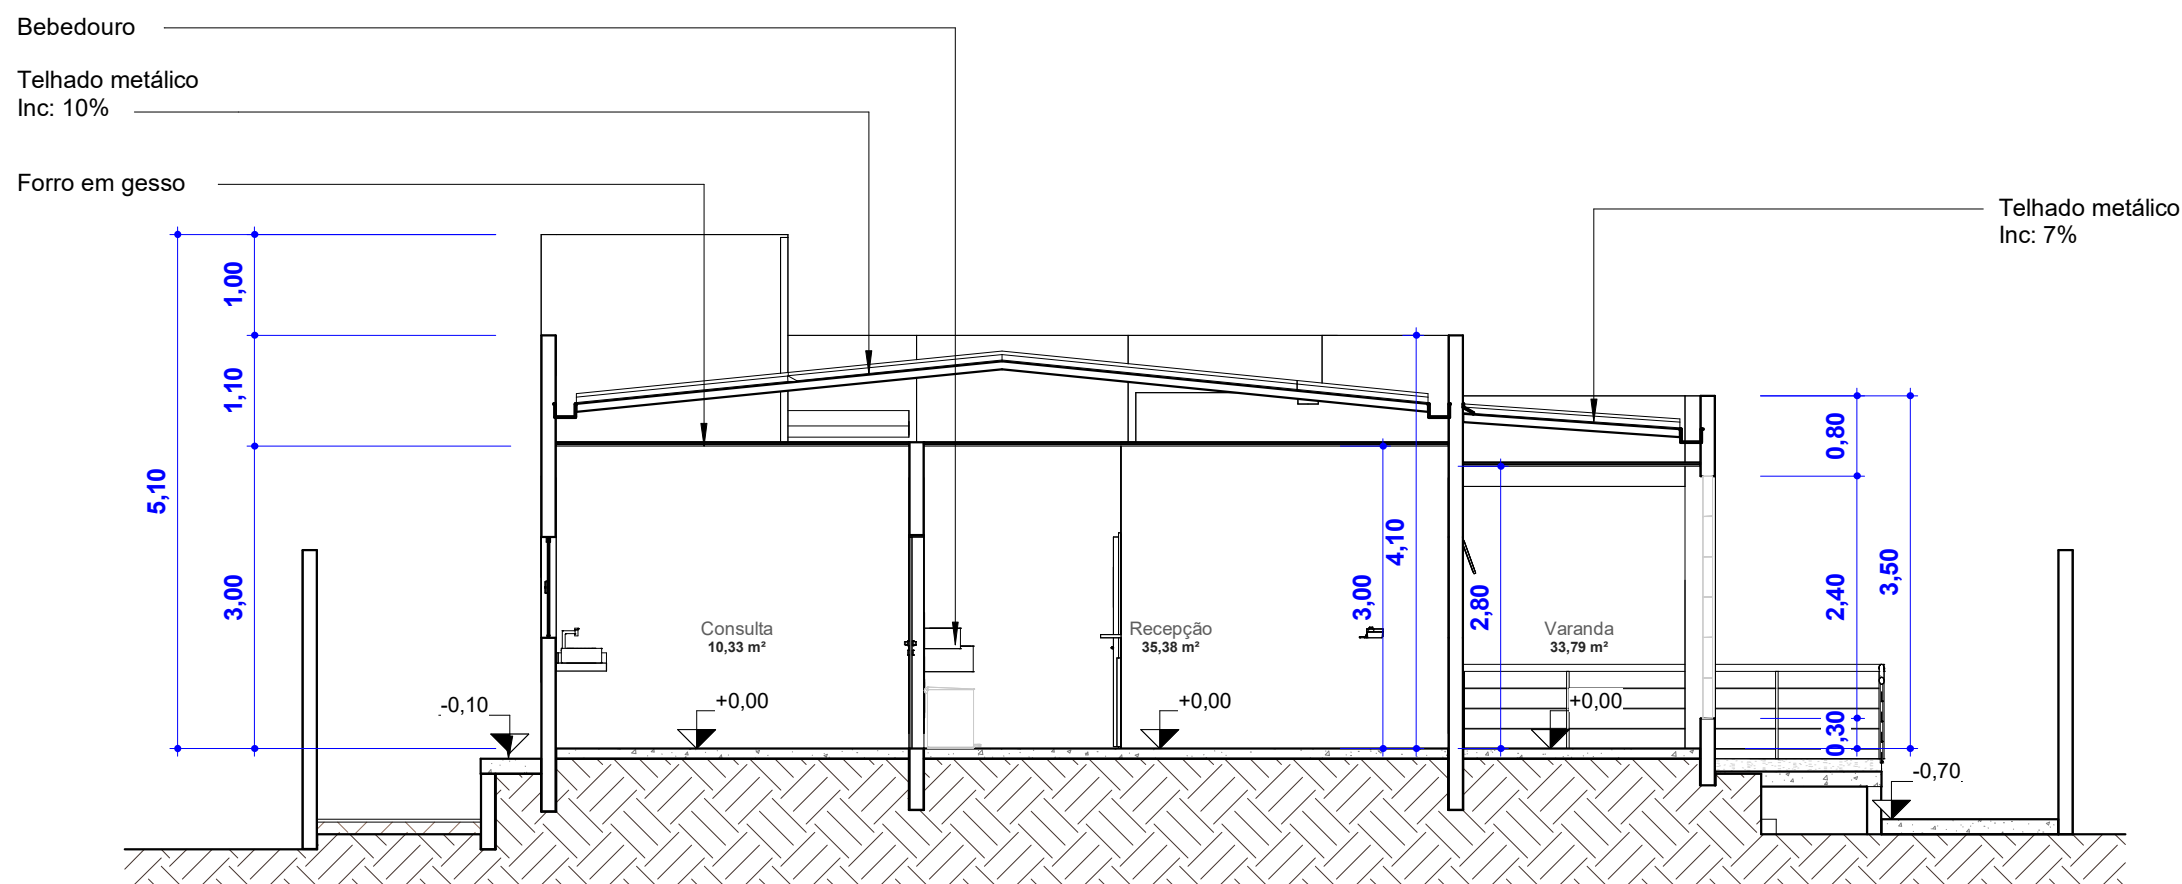 Bebedouro
Telhado metálico
Inc: 10%
Forro em gesso
Telhado metálico
Inc: 7%
1,00
1,10
5,10
3,00
0,80
4,10
3,50
3,00
2,80
2,40
Consulta
10,33 m²
Recepção
35,38 m²
Varanda
33,79 m²
-0,10
+0,00
+0,00
+0,00
0,30
-0,70